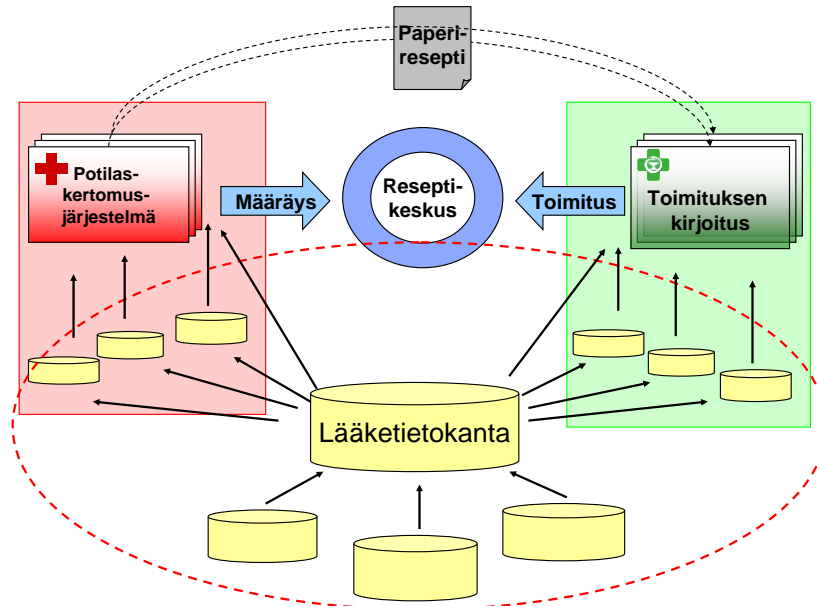 Paperi-
resepti
Potilas-
kertomus-
järjestelmä
Määräys
Resepti-
keskus
Toimitus
Toimituksen
kirjoitus
Lääketietokanta